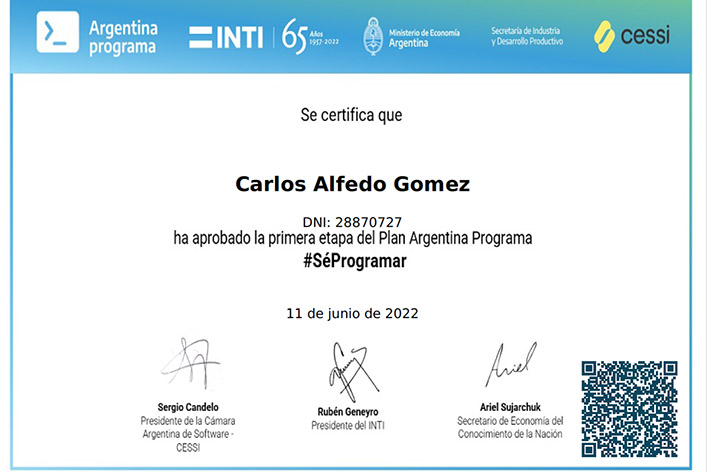 Argentina
programa
INTI
65 Años
1957-2022
Ministerio de Economía
Argentina
Secretaría de Industria
y Desarrollo Productivo
cessi
Se certifica que
Carlos Alfedo Gomez
DNI: 28870727
ha aprobado la primera etapa del Plan Argentina Programa
#SéProgramar
11 de junio de 2022
Ariel
Sergio Candelo
Presidente de la Cámara
Argentina de Software -
CESSI
Rubén Geneyro
Presidente del INTI
Ariel Sujarchuk
Secretario de Economía del
Conocimiento de la Nación